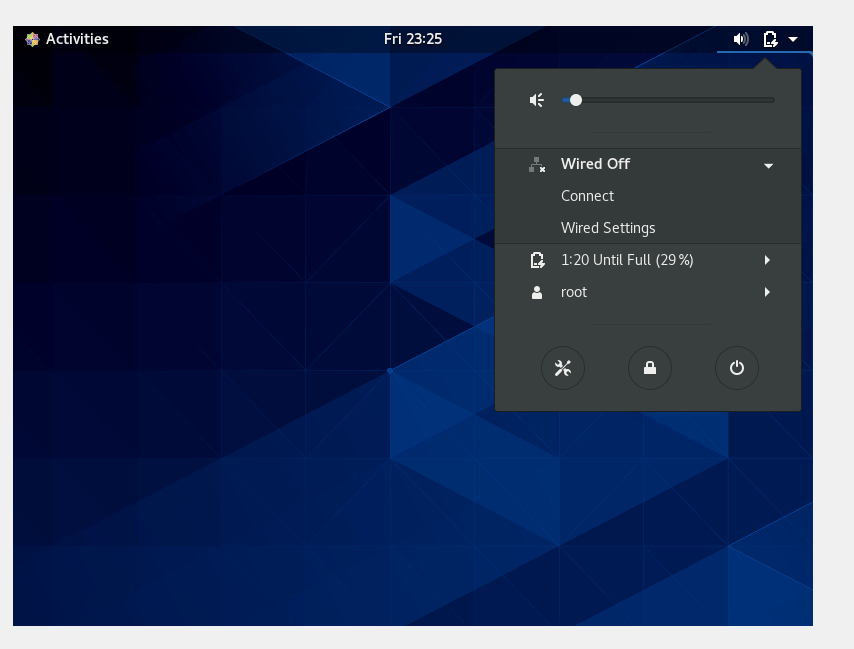 Activities
Fri 23:25
Wired Off
Connect
Wired Settings
1:20 Until Full (29 %)
root